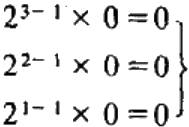 2³⁻¹ × 0 = 0
2²⁻¹ × 0 = 0
2¹⁻¹ × 0 = 0